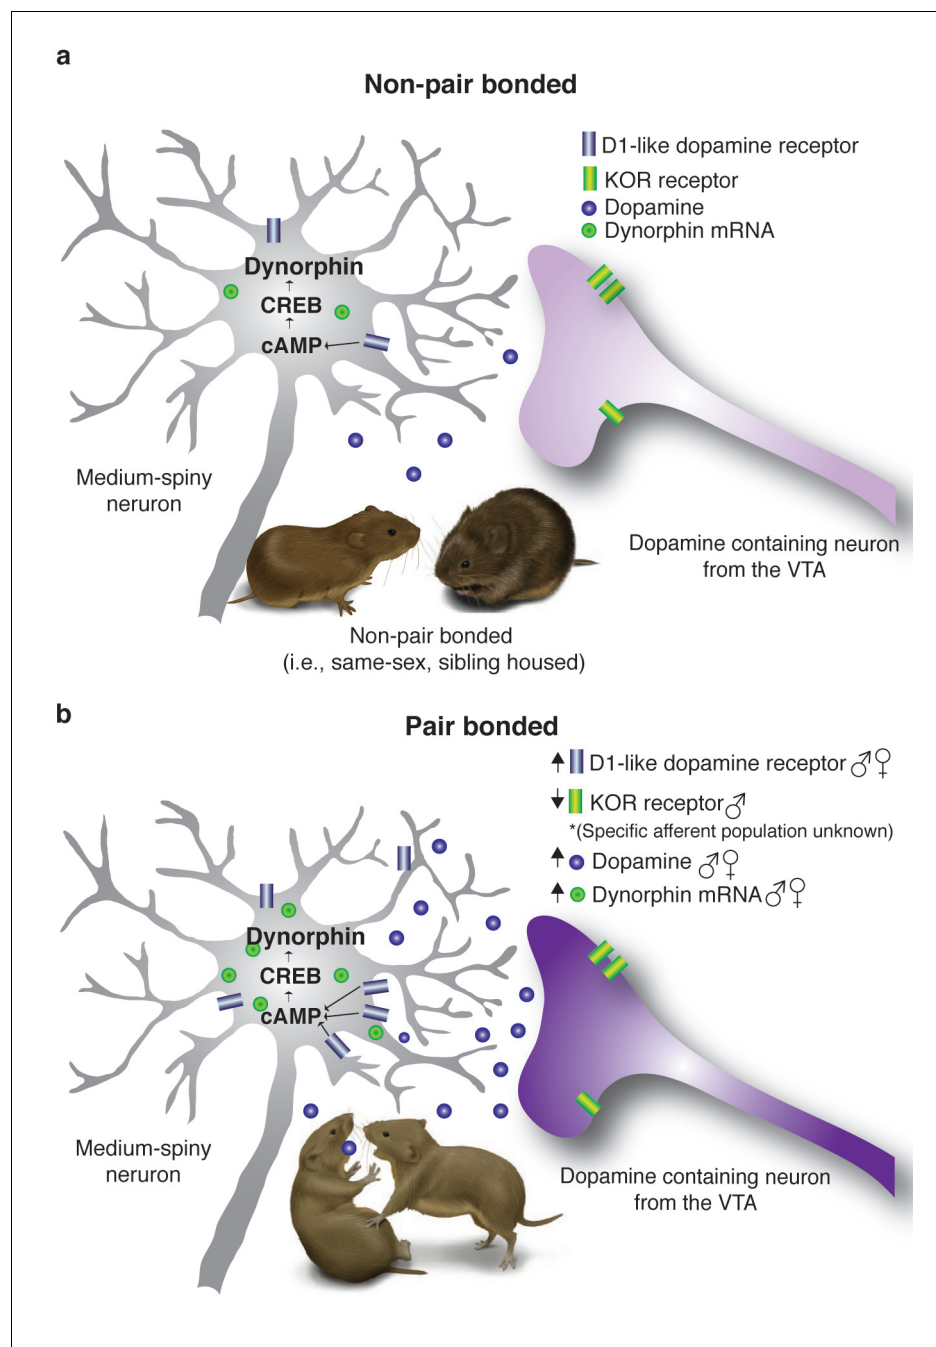 a
Non-pair bonded
D1-like dopamine receptor
KOR receptor
Dopamine
Dynorphin mRNA
Dynorphin
CREB
cAMP
Medium-spiny
neruron
Dopamine containing neuron
from the VTA
Non-pair bonded
(i.e., same-sex, sibling housed)
b
Pair bonded
D1-like dopamine receptor ♂♀
KOR receptor ♂
*(Specific afferent population unknown)
Dopamine ♂♀
Dynorphin mRNA ♂♀
Dynorphin
CREB
cAMP
Medium-spiny
neruron
Dopamine containing neuron
from the VTA